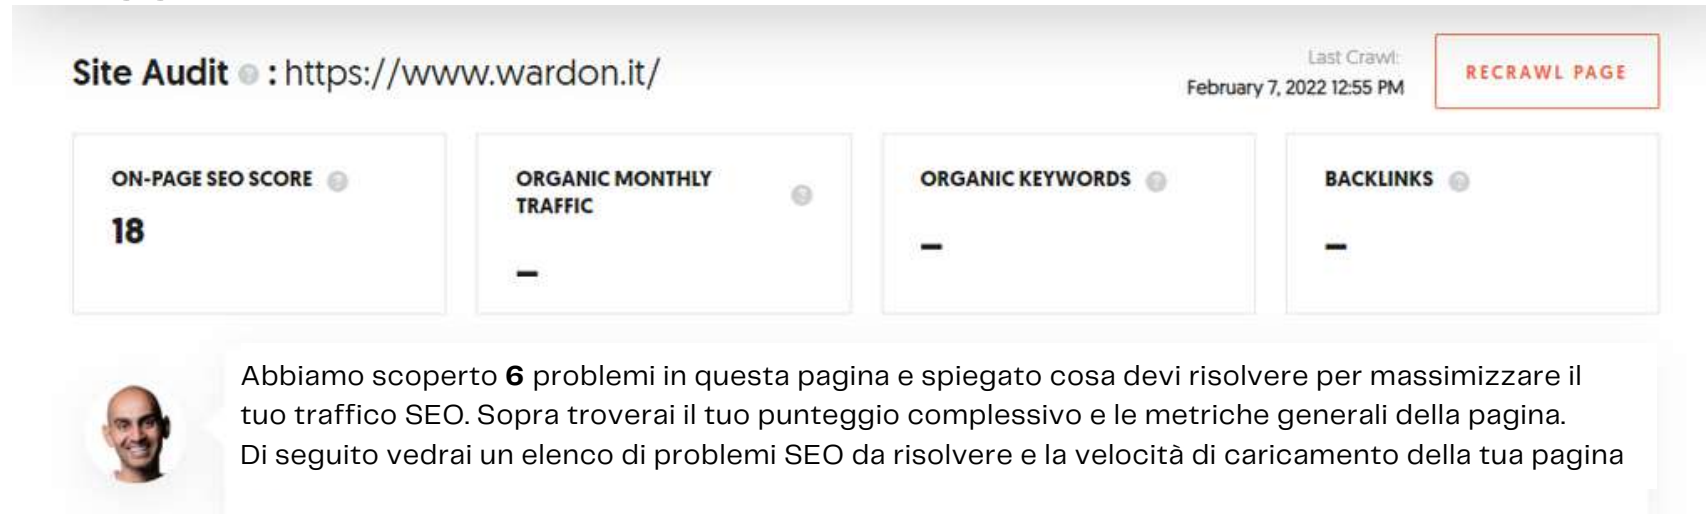 Site Audit : https://www.wardon.it/
Last Crawl:
February 7, 2022 12:55 PM
RECRAWL PAGE
ON-PAGE SEO SCORE
18
ORGANIC MONTHLY
TRAFFIC
–
ORGANIC KEYWORDS
–
BACKLINKS
–
Abbiamo scoperto 6 problemi in questa pagina e spiegato cosa devi risolvere per massimizzare il
tuo traffico SEO. Sopra troverai il tuo punteggio complessivo e le metriche generali della pagina.
Di seguito vedrai un elenco di problemi SEO da risolvere e la velocità di caricamento della tua pagina